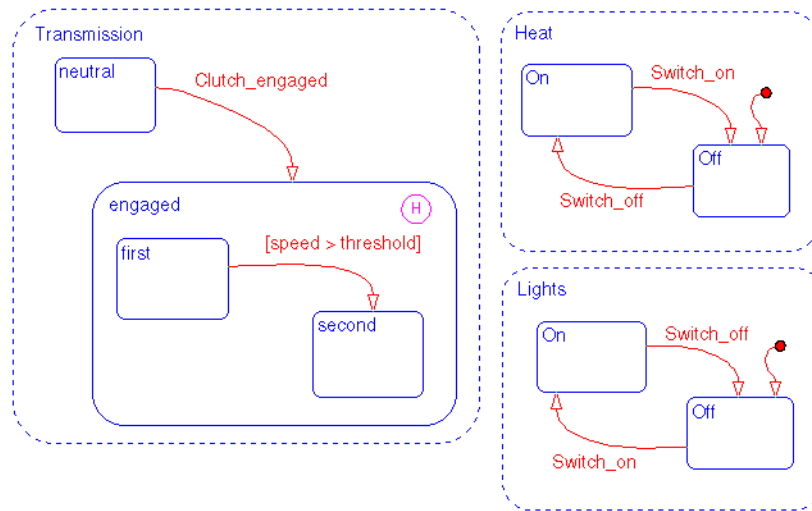 Transmission
neutral
Clutch_engaged
engaged
H
first
[speed > threshold]
second
Heat
On
Switch_on
Off
Switch_off
Lights
On
Switch_off
Off
Switch_on